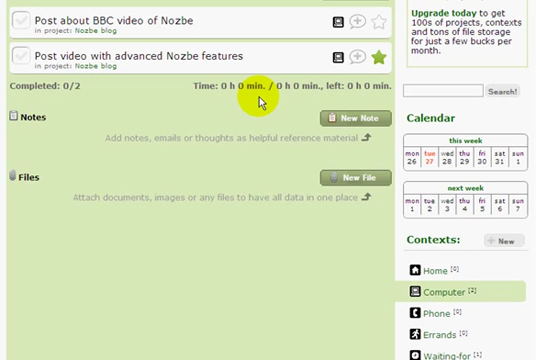 Post about BBC video of Nozbe
in project: Nozbe blog
Post video with advanced Nozbe features
in project: Nozbe blog
Completed: 0/2
Time: 0 h 0 min. / 0 h 0 min., left: 0 h 0 min.
Notes
New Note
Add notes, emails or thoughts as helpful reference material
Files
New File
Attach documents, images or any files to have all data in one place
Upgrade today to get
100s of projects, contexts
and tons of file storage
for just a few bucks per
month.
Search!
Calendar
this week
mon tue wed thu fri sat sun
26 27 28 29 30 31 1
next week
mon tue wed thu fri sat sun
1 2 3 4 5 6 7
Contexts:
+ New
Home [0]
Computer [2]
Phone [0]
Errands [0]
Waiting-for [1]